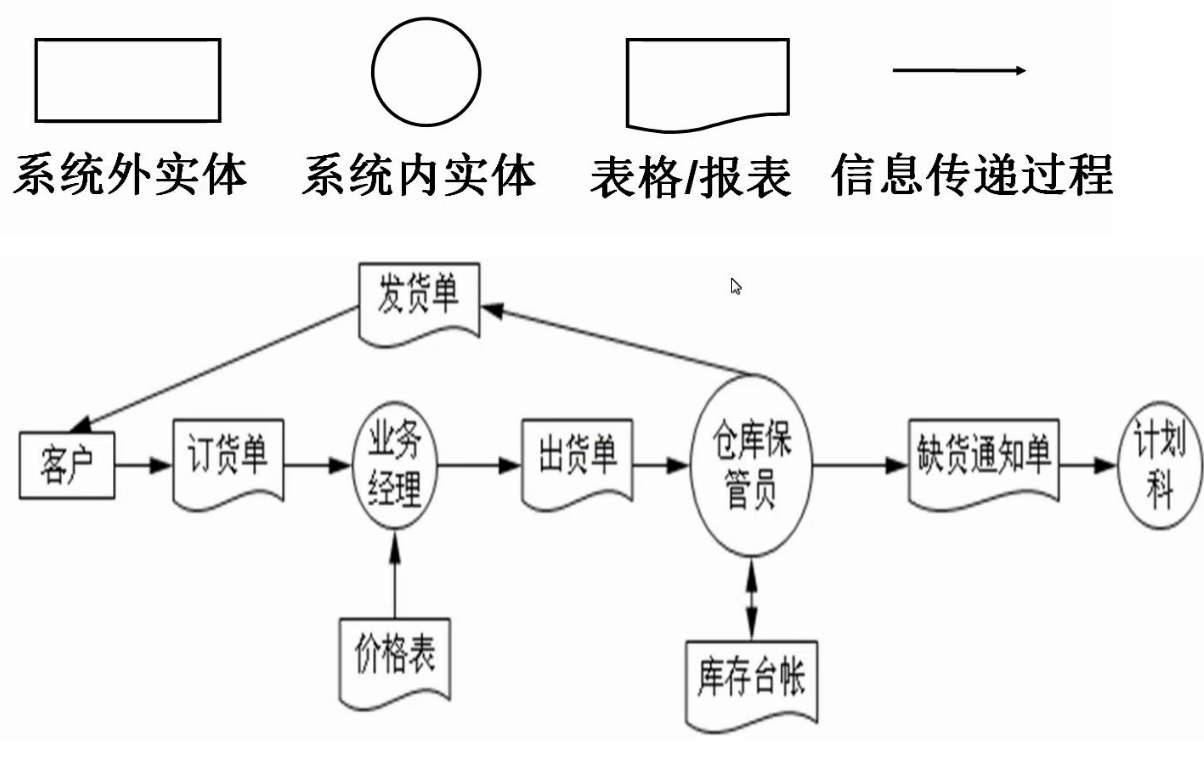 系统外实体
系统内实体
表格/报表
信息传递过程
发货单
客户
订货单
业务
经理
出货单
仓库保
管员
缺货通知单
计划
科
价格表
库存台帐